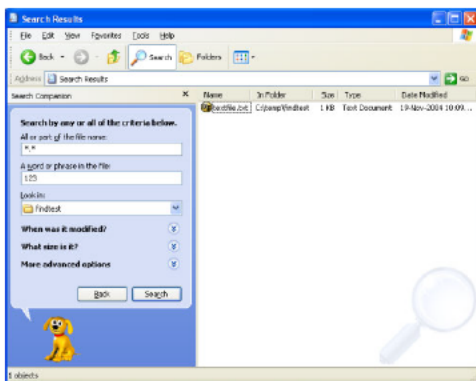 Search Results
File Edit View Favorites Tools Help
Back Search Folders
Address Search Results Go
Search Companion
Name In Folder Size Type Date Modified
textfile.txt C:\temp\findtest 1 KB Text Document 19-Nov-2004 10:09...
Search by any or all of the criteria below.
All or part of the file name:
*.*
A word or phrase in the file:
123
Look in:
findtest
When was it modified?
What size is it?
More advanced options
Back Search
1 objects